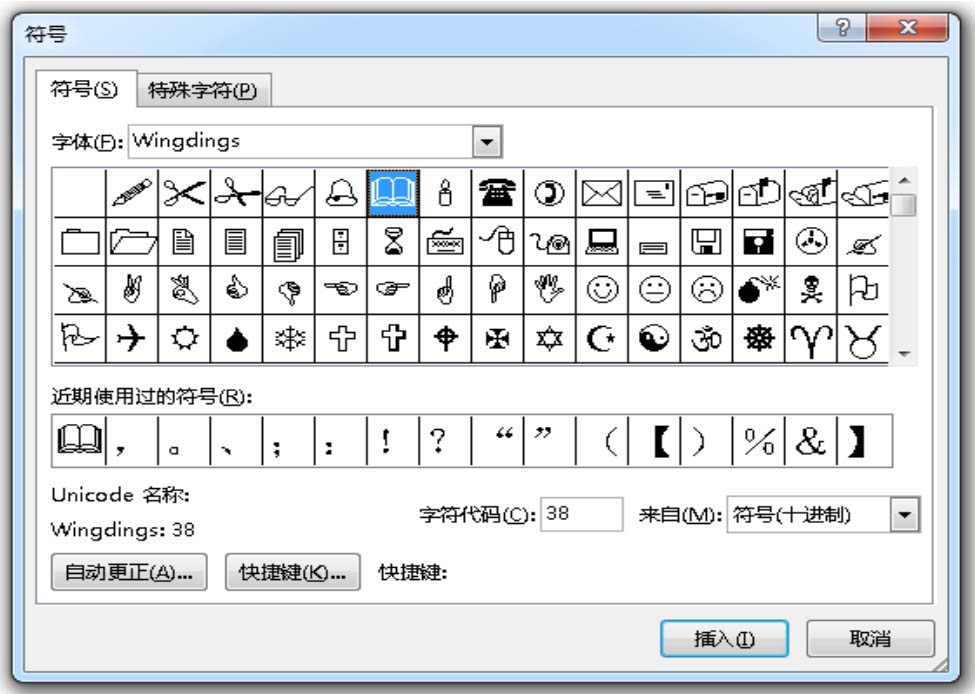 符号
符号(S) 特殊字符(P)
字体(F): Wingdings
近期使用过的符号(R):
， 。 、 ； ： ！ ？ “ ” （ 【 ） % & 】
Unicode 名称:
Wingdings: 38
字符代码(C): 38 来自(M): 符号(十进制)
自动更正(A)... 快捷键(K)... 快捷键:
插入(I) 取消